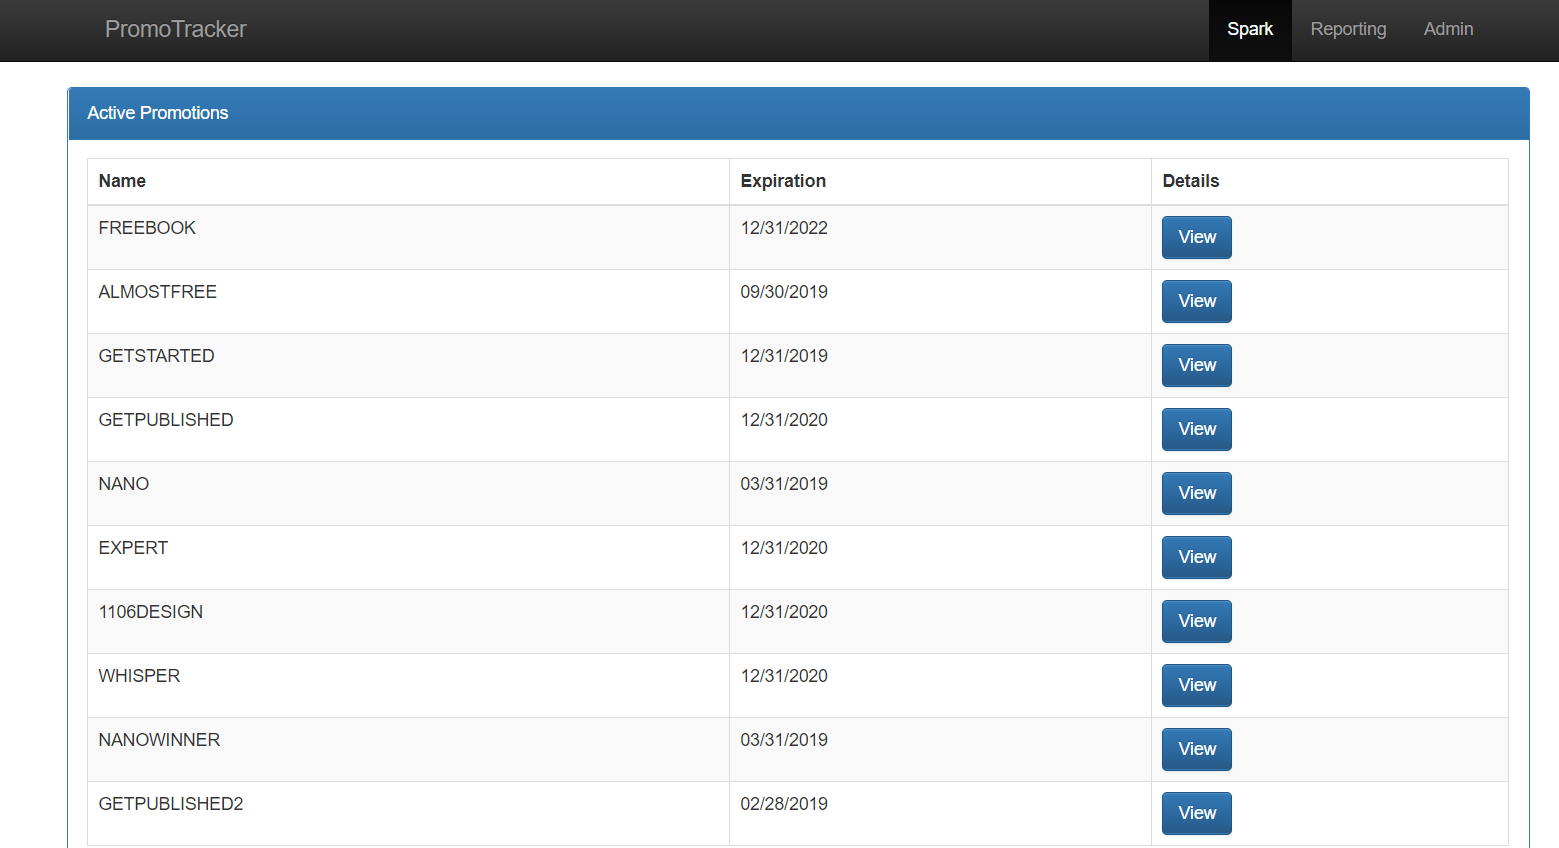 PromoTracker Spark Reporting Admin
Active Promotions
Name Expiration Details
FREEBOOK 12/31/2022 View
ALMOSTFREE 09/30/2019 View
GETSTARTED 12/31/2019 View
GETPUBLISHED 12/31/2020 View
NANO 03/31/2019 View
EXPERT 12/31/2020 View
1106DESIGN 12/31/2020 View
WHISPER 12/31/2020 View
NANOWINNER 03/31/2019 View
GETPUBLISHED2 02/28/2019 View